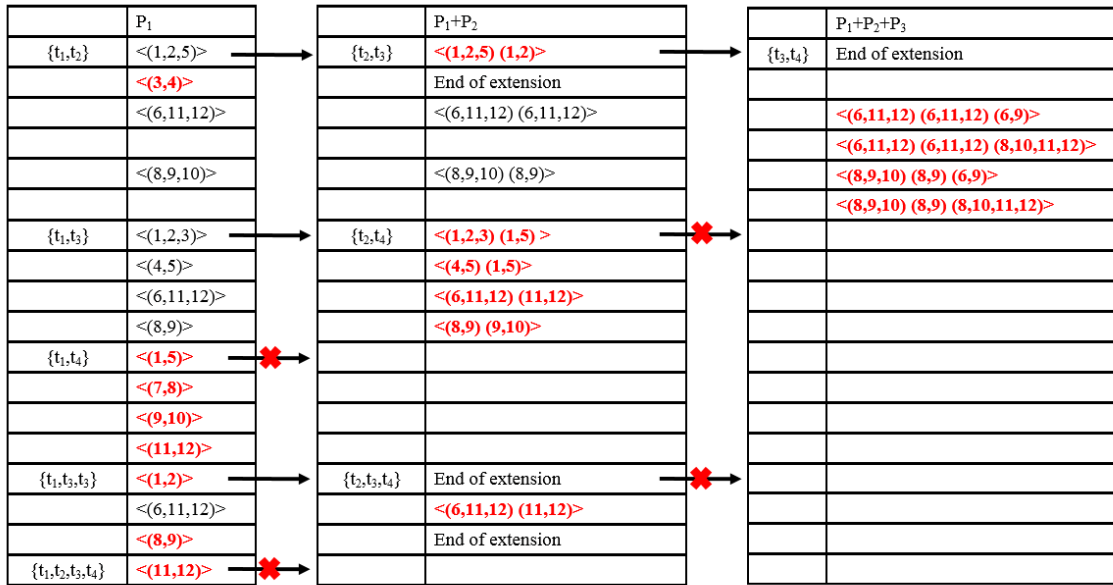 P₁ P₁+P₂ P₁+P₂+P₃
{t₁,t₂} <(1,2,5)> {t₂,t₃} <(1,2,5) (1,2)> {t₃,t₄} End of extension
<(3,4)> End of extension
<(6,11,12)> <(6,11,12) (6,11,12)> <(6,11,12) (6,11,12) (6,9)>
<(6,11,12) (6,11,12) (8,10,11,12)>
<(8,9,10)> <(8,9,10) (8,9)> <(8,9,10) (8,9) (6,9)>
<(8,9,10) (8,9) (8,10,11,12)>
{t₁,t₃} <(1,2,3)> {t₂,t₄} <(1,2,3) (1,5) >
<(4,5)> <(4,5) (1,5)>
<(6,11,12)> <(6,11,12) (11,12)>
<(8,9)> <(8,9) (9,10)>
{t₁,t₄} <(1,5)>
<(7,8)>
<(9,10)>
<(11,12)>
{t₁,t₃,t₃} <(1,2)> {t₂,t₃,t₄} End of extension
<(6,11,12)> <(6,11,12) (11,12)>
<(8,9)> End of extension
{t₁,t₂,t₃,t₄} <(11,12)>